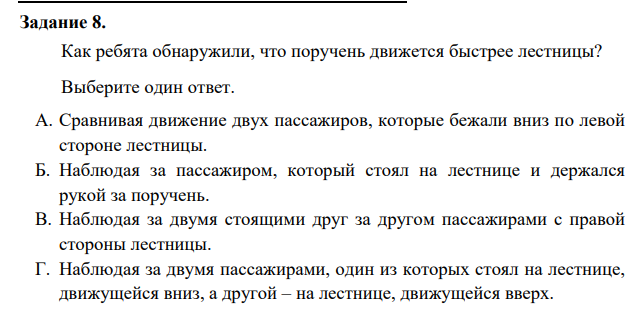 Задание 8.
Как ребята обнаружили, что поручень движется быстрее лестницы?
Выберите один ответ.
А. Сравнивая движение двух пассажиров, которые бежали вниз по левой
стороне лестницы.
Б. Наблюдая за пассажиром, который стоял на лестнице и держался
рукой за поручень.
В. Наблюдая за двумя стоящими друг за другом пассажирами с правой
стороны лестницы.
Г. Наблюдая за двумя пассажирами, один из которых стоял на лестнице,
движущейся вниз, а другой – на лестнице, движущейся вверх.